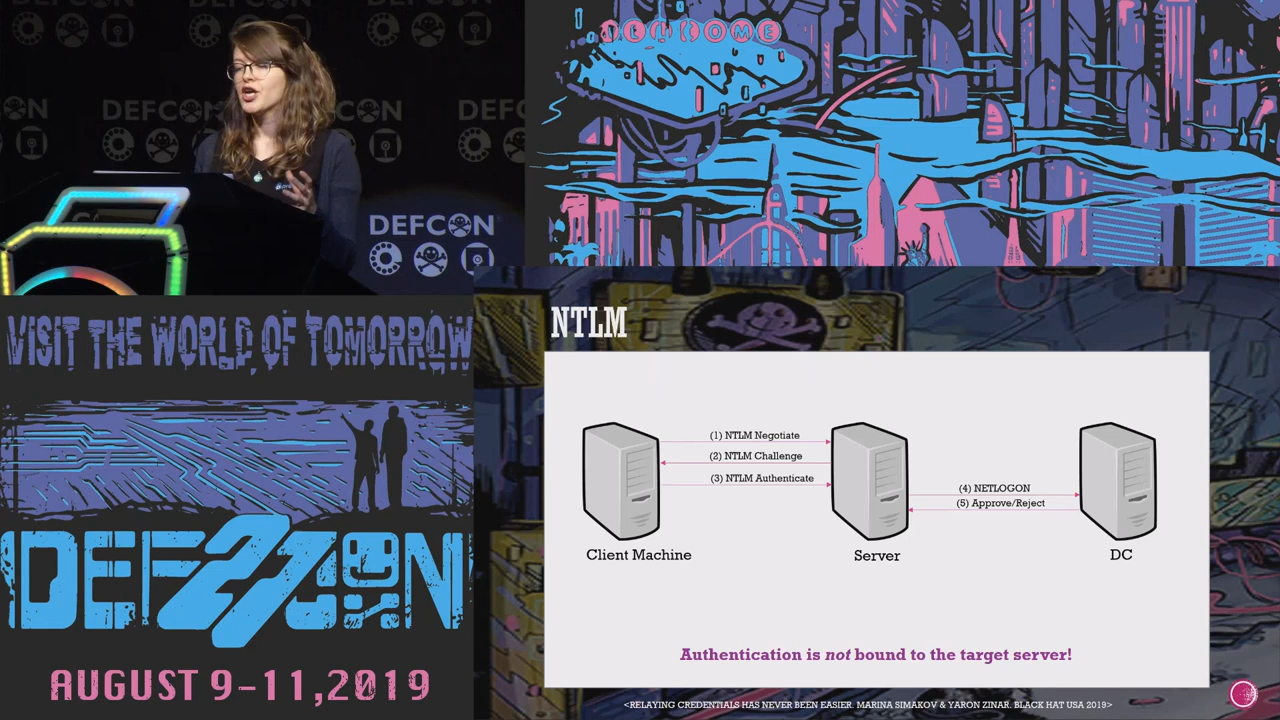 DEFCON
DEFCON
DEFCON
WELCOME
VISIT THE WORLD OF TOMORROW
DEF27CON
AUGUST 9-11,2019
NTLM
(1) NTLM Negotiate
(2) NTLM Challenge
(3) NTLM Authenticate
(4) NETLOGON
(5) Approve/Reject
Client Machine
Server
DC
Authentication is not bound to the target server!
<RELAYING CREDENTIALS HAS NEVER BEEN EASIER. MARINA SIMAKOV & YARON ZINAR. BLACK HAT USA 2019>